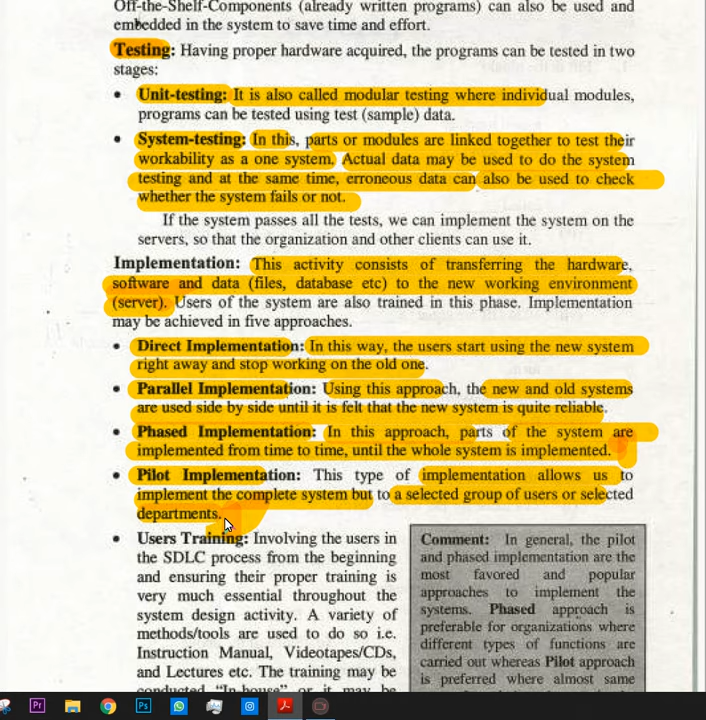 Off-the-Shelf-Components (already written programs) can also be used and
embedded in the system to save time and effort.
Testing: Having proper hardware acquired, the programs can be tested in two
stages:
• Unit-testing: It is also called modular testing where individual modules,
programs can be tested using test (sample) data.
• System-testing: In this, parts or modules are linked together to test their
workability as a one system. Actual data may be used to do the system
testing and at the same time, erroneous data can also be used to check
whether the system fails or not.
If the system passes all the tests, we can implement the system on the
servers, so that the organization and other clients can use it.
Implementation: This activity consists of transferring the hardware,
software and data (files, database etc) to the new working environment
(server). Users of the system are also trained in this phase. Implementation
may be achieved in five approaches.
• Direct Implementation: In this way, the users start using the new system
right away and stop working on the old one.
• Parallel Implementation: Using this approach, the new and old systems
are used side by side until it is felt that the new system is quite reliable.
• Phased Implementation: In this approach, parts of the system are
implemented from time to time, until the whole system is implemented.
• Pilot Implementation: This type of implementation allows us to
implement the complete system but to a selected group of users or selected
departments.
• Users Training: Involving the users in
the SDLC process from the beginning
and ensuring their proper training is
very much essential throughout the
system design activity. A variety of
methods/tools are used to do so i.e.
Instruction Manual, Videotapes/CDs,
and Lectures etc. The training may be
conducted "In-house" or it may be
Comment: In general, the pilot
and phased implementation are the
most favored and popular
approaches to implement the
systems. Phased approach is
preferable for organizations where
different types of functions are
carried out whereas Pilot approach
is preferred where almost same
Pr
Ps